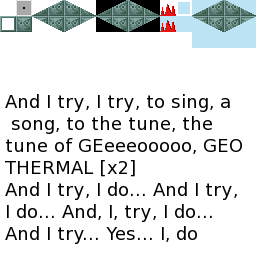 And I try, I try, to sing, a
song, to the tune, the
tune of GEeeeooooo, GEO
THERMAL [x2]
And I try, I do... And I try,
I do... And, I, try, I do...
And I try... Yes... I, do